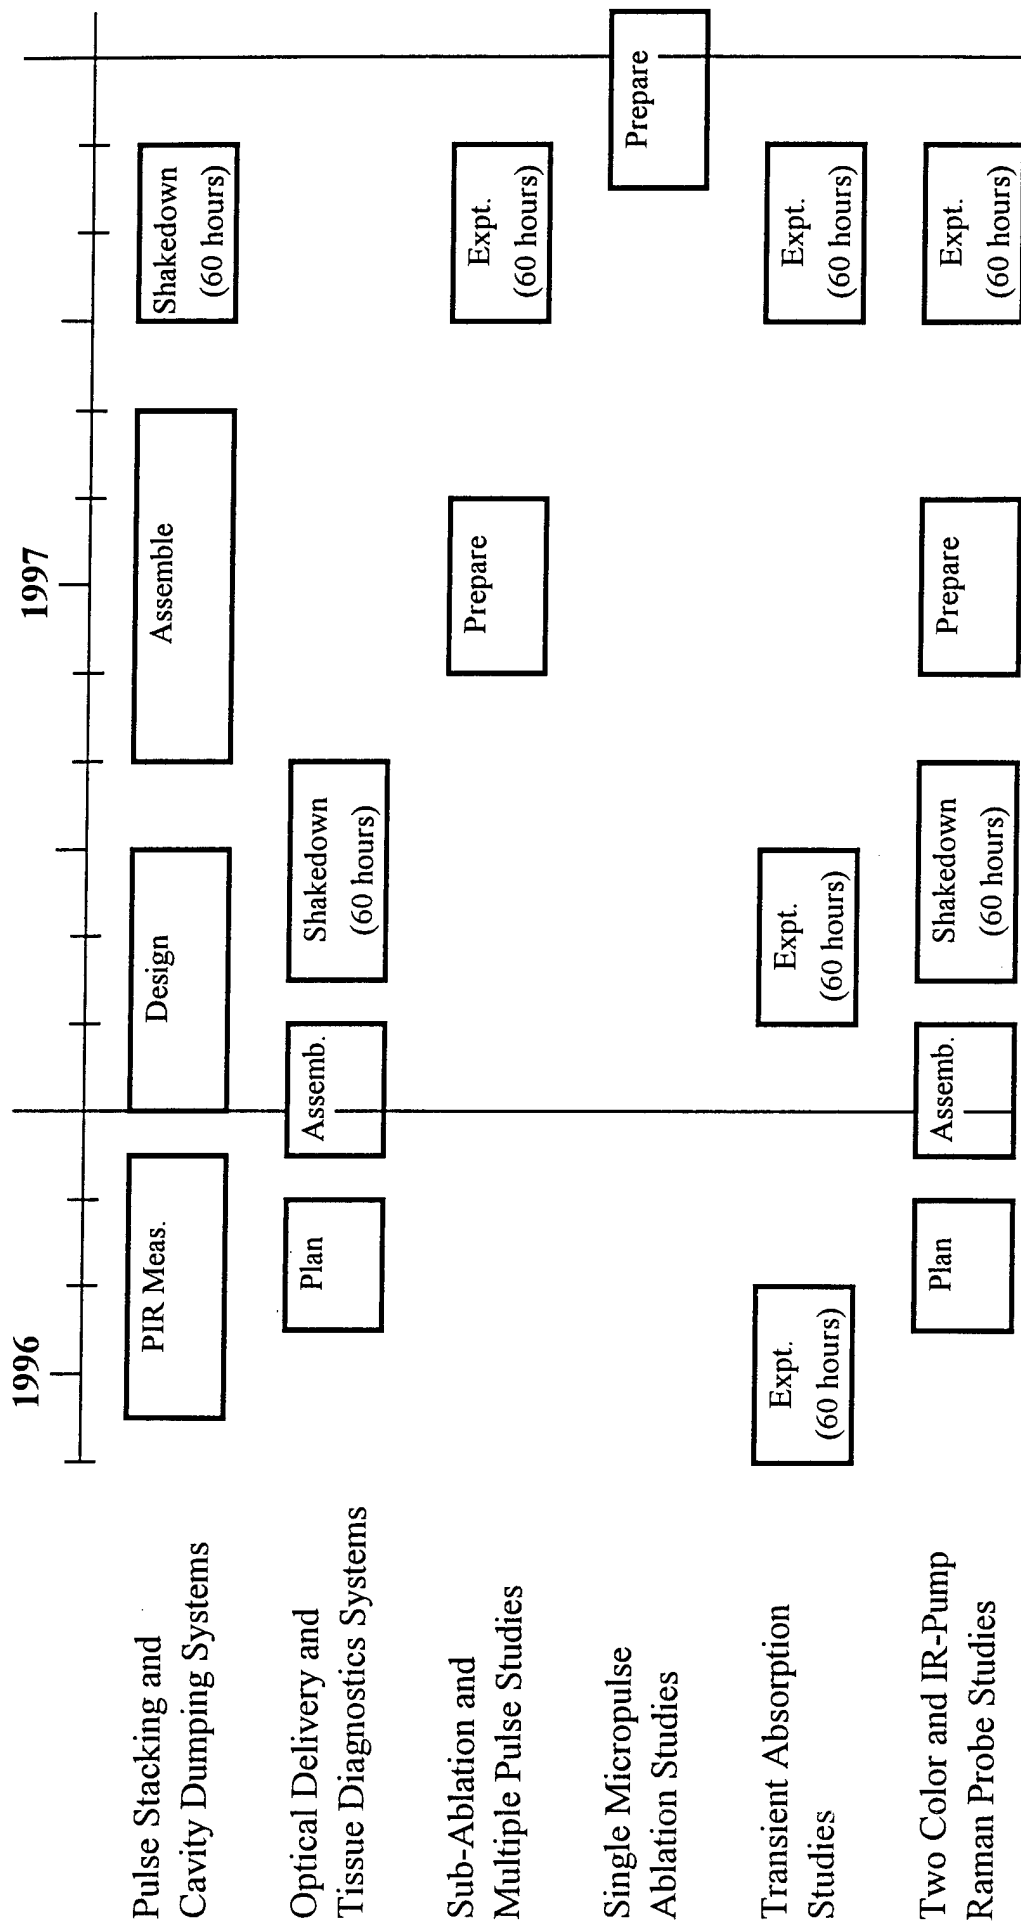 1996
1997
Pulse Stacking and
Cavity Dumping Systems
PIR Meas.
Design
Assemble
Shakedown
(60 hours)
Optical Delivery and
Tissue Diagnostics Systems
Plan
Assemb.
Shakedown
(60 hours)
Sub-Ablation and
Multiple Pulse Studies
Prepare
Expt.
(60 hours)
Single Micropulse
Ablation Studies
Prepare
Transient Absorption
Studies
Expt.
(60 hours)
Expt.
(60 hours)
Expt.
(60 hours)
Two Color and IR-Pump
Raman Probe Studies
Plan
Assemb.
Shakedown
(60 hours)
Prepare
Expt.
(60 hours)